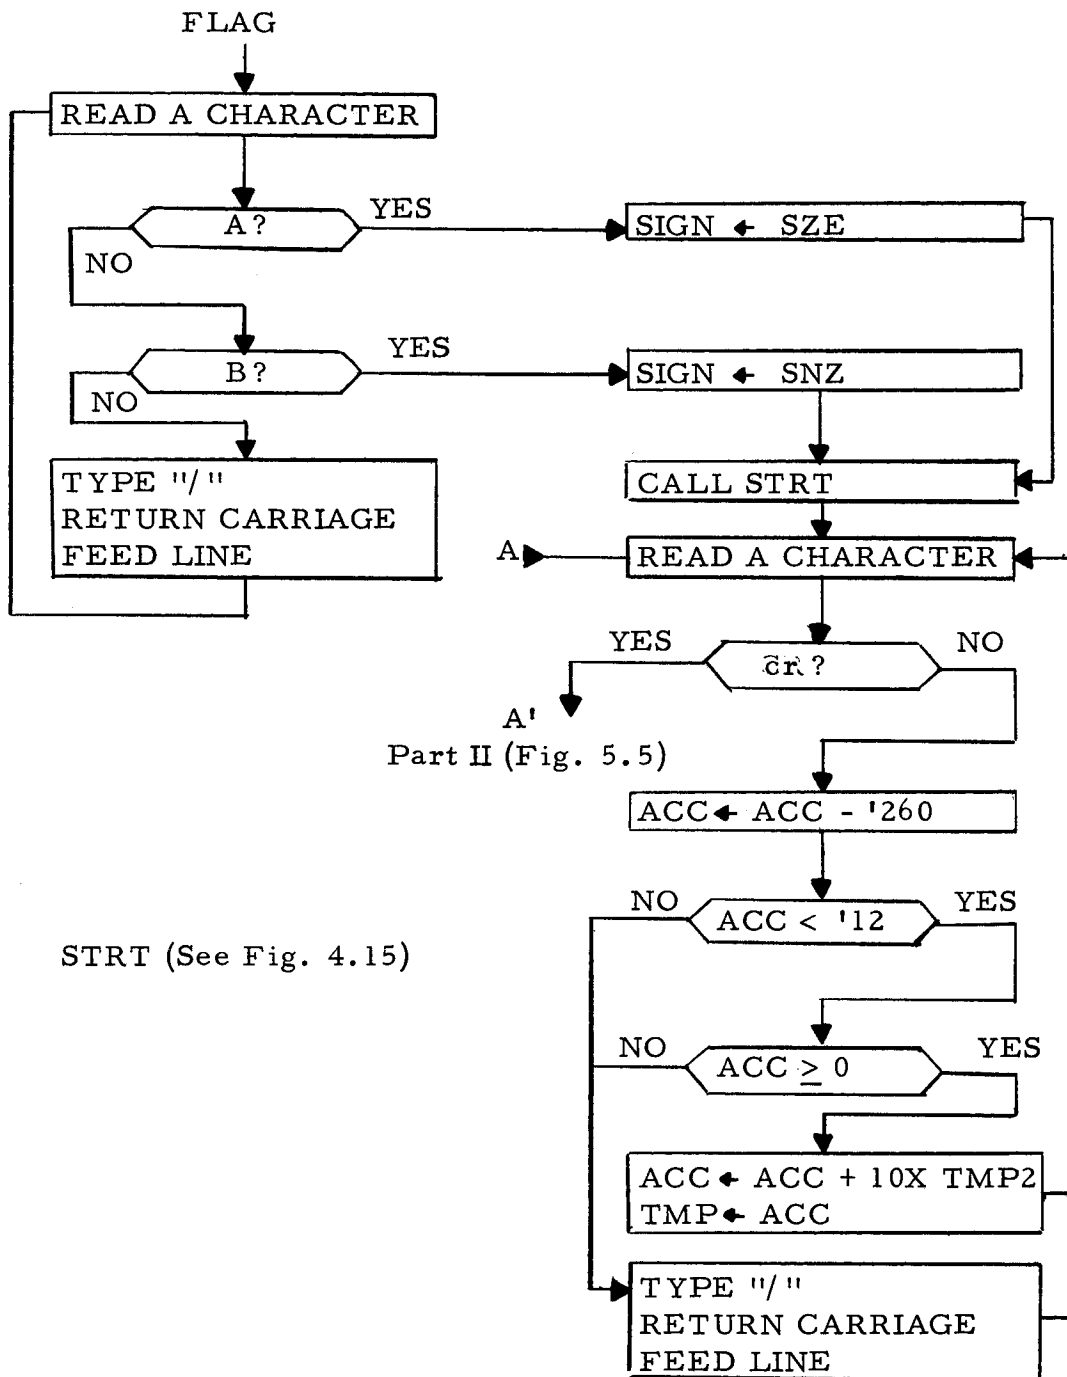 FLAG
READ A CHARACTER
A?
YES
NO
SIGN ← SZE
B?
YES
NO
SIGN ← SNZ
TYPE "/"
RETURN CARRIAGE
FEED LINE
CALL STRT
A
READ A CHARACTER
YES
cr?
NO
A'
Part II (Fig. 5.5)
ACC ← ACC - '260
NO
ACC < '12
YES
STRT (See Fig. 4.15)
NO
ACC ≥ 0
YES
ACC ← ACC + 10X TMP2
TMP ← ACC
TYPE "/"
RETURN CARRIAGE
FEED LINE